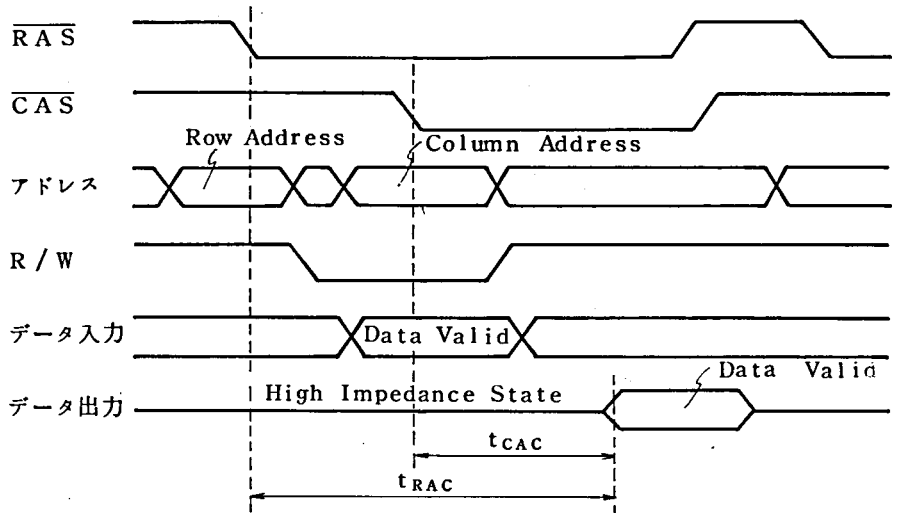 RAS
CAS
Row Address
Column Address
アドレス
R/W
データ入力
Data Valid
Data Valid
データ出力
High Impedance State
tCAC
tRAC